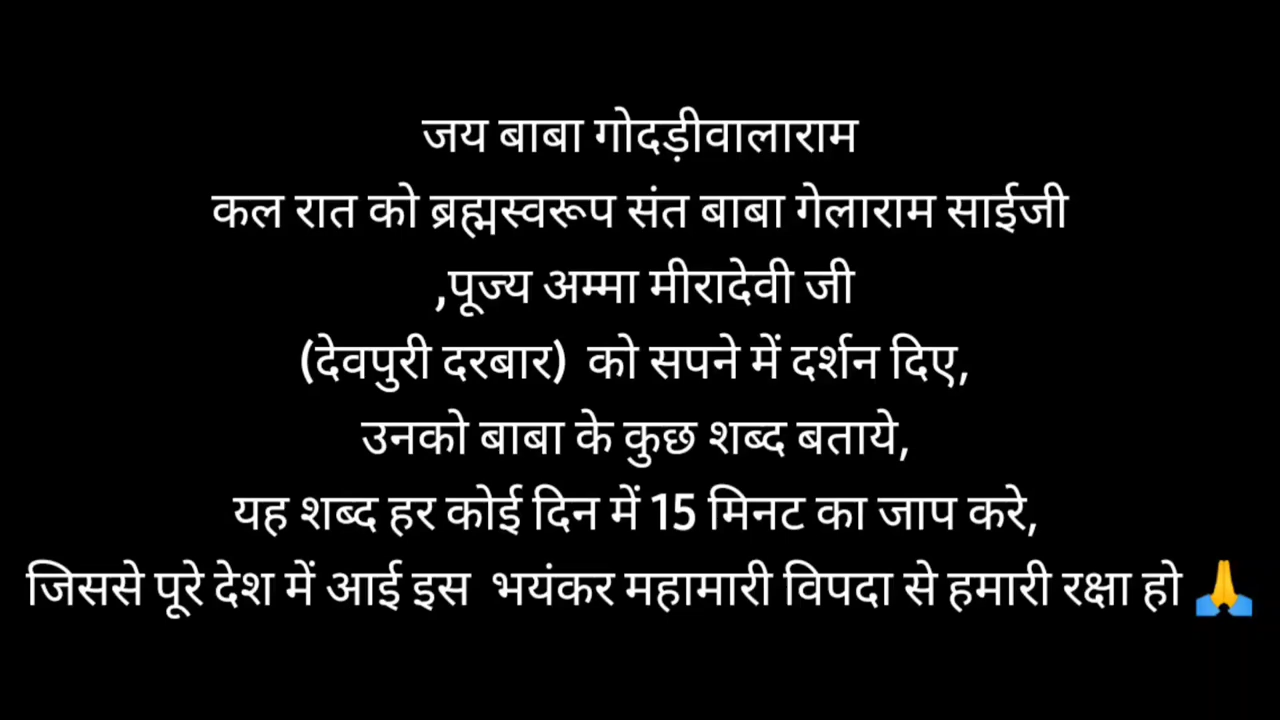 जय बाबा गोदड़ीवालाराम
कल रात को ब्रह्मस्वरूप संत बाबा गेलाराम साईजी
,पूज्य अम्मा मीरादेवी जी
(देवपुरी दरबार) को सपने में दर्शन दिए,
उनको बाबा के कुछ शब्द बताये,
यह शब्द हर कोई दिन में 15 मिनट का जाप करे,
जिससे पूरे देश में आई इस भयंकर महामारी विपदा से हमारी रक्षा हो 🙏